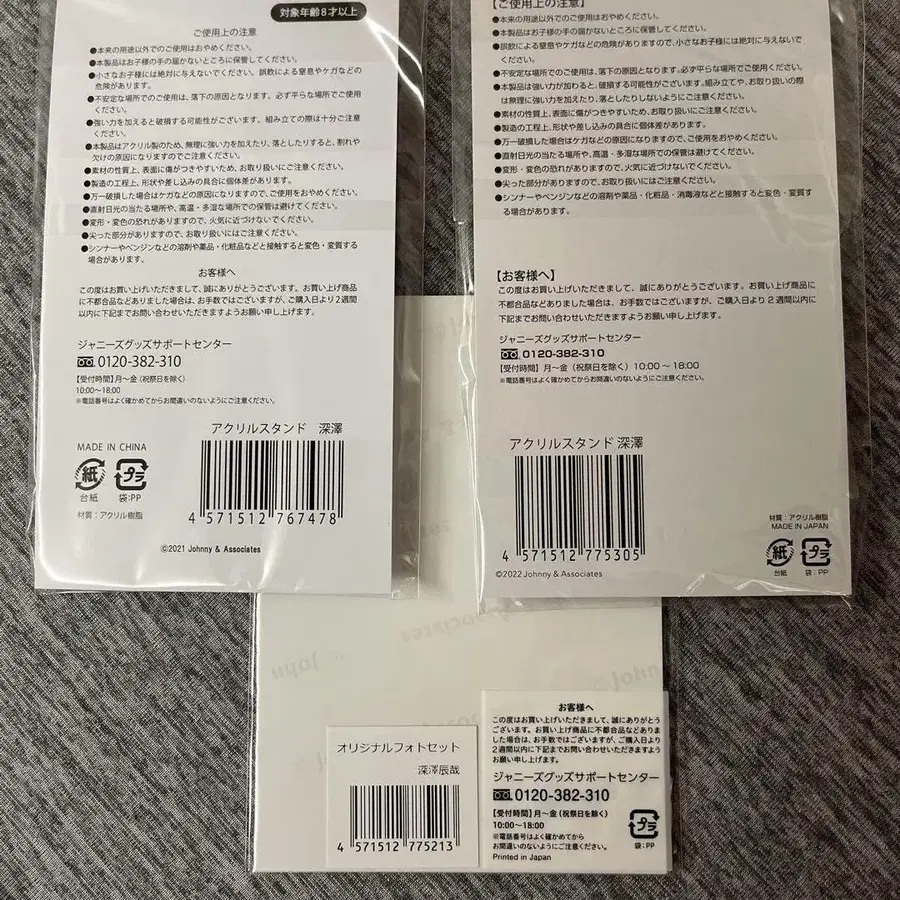 対象年齢8才以上
ご使用上の注意
●本来の用途以外でのご使用はおやめください。
●本製品はお子様の手の届かないところに保管してください。
●小さなお子様には絶対に与えないでください。誤飲による窒息やケガなどの
危険があります。
●不安定な場所でのご使用は、落下の原因となります。必ず平らな場所でご使用
ください。
●強い力を加えると破損する可能性がございます。組み立ての際は十分ご注意
ください。
●本製品はアクリル製のため、無理に強い力を加えたり、落としたりすると、割れや
欠けの原因になりますのでご注意ください。
●素材の性質上、表面に傷がつきやすいため、お取り扱いにご注意ください。
●製造の工程上、形状や差し込みの具合に個体差があります。
●万一破損した場合はケガなどの原因になりますので、ご使用をおやめください。
●直射日光の当たる場所や、高温・多湿な場所での保管は避けてください。
●変形・変色の恐れがありますので、火気に近づけないでください。
●尖った部分がありますので、お取り扱いにはご注意ください。
●シンナーやベンジンなどの溶剤や薬品・化粧品などと接触すると変色・変質する
場合があります。
お客様へ
この度はお買い上げいただきまして、誠にありがとうございます。お買い上げ商品
に不都合品などありました場合は、お手数ではございますが、ご購入日より2週間
以内に下記までお問い合わせいただきますようお願い申し上げます。
ジャニーズグッズサポートセンター
0120-382-310
【受付時間】月〜金（祝祭日を除く）
10:00〜18:00
※電話番号はよく確かめてからお間違いのないようにご注意ください。
アクリルスタンド 深澤
MADE IN CHINA
紙 プラ
台紙 袋:PP
材質：アクリル樹脂
4 571512 767478
©2021 Johnny & Associates
【ご使用上の注意】
●本来の用途以外でのご使用はおやめください。
●本製品はお子様の手の届かないところに保管してください。
●誤飲による窒息やケガなどの危険がありますので、小さなお子様には絶対に与えないで
ください。
●不安定な場所でのご使用は、落下の原因となります。必ず平らな場所でご使用ください。
●本製品は強い力が加わると、破損する可能性がございます。組み立てや、お取り扱いの際
は無理に強い力を加えたり、落としたりしないようにご注意ください。
●素材の性質上、表面に傷がつきやすいため、お取り扱いにご注意ください。
●製造の工程上、形状や差し込みの具合に個体差があります。
●万一破損した場合はケガなどの原因になりますので、ご使用をおやめください。
●直射日光の当たる場所や、高温・多湿な場所での保管は避けてください。
●変形・変色の恐れがありますので、火気に近づけないでください。
●尖った部分がありますので、お取り扱いにはご注意ください。
●シンナーやベンジンなどの溶剤や薬品・化粧品・消毒液などと接触すると変色・変質す
る場合があります。
【お客様へ】
この度はお買い上げいただきまして、誠にありがとうございます。お買い上げ商品
に不都合品などありました場合は、お手数ではございますが、ご購入日より2週間
以内に下記までお問い合わせいただきますようお願い申し上げます。
ジャニーズグッズサポートセンター
0120-382-310
【受付時間】月〜金（祝祭日を除く）10:00〜18:00
※電話番号はよく確かめてからお間違いのないようにご注意ください。
アクリルスタンド 深澤
4 571512 775305
©2022 Johnny & Associates
材質：アクリル樹脂
MADE IN JAPAN
紙 プラ
台紙 袋：PP
オリジナルフォトセット
深澤辰哉
4 571512 775213
お客様へ
この度はお買い上げいただきまして、誠にありがとう
ございます。お買い上げ商品に不都合品などありました
場合は、お手数ではございますが、ご購入日より
2週間以内に下記までお問い合わせいただきますよう
お願い申し上げます。
ジャニーズグッズサポートセンター
0120-382-310
【受付時間】月〜金（祝祭日を除く）
10:00〜18:00
※電話番号はよく確かめてから
お間違いのないようにご注意ください。
Printed in Japan
プラ
袋：PP